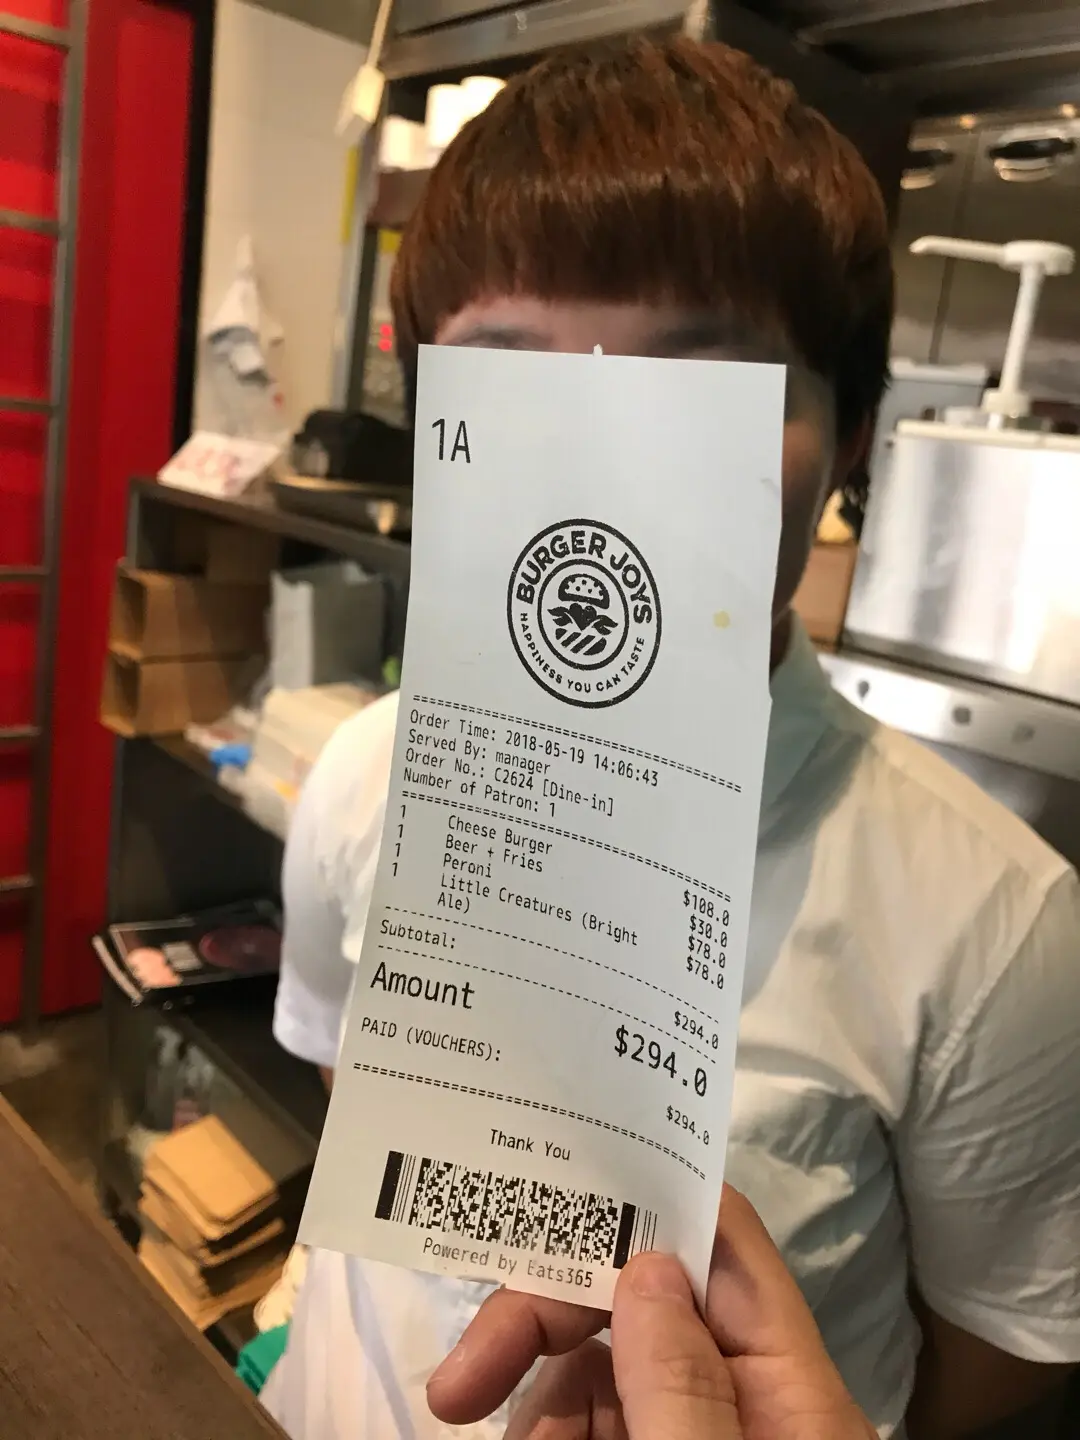 1A
BURGER JOYS
HAPPINESS YOU CAN TASTE
Order Time: 2018-05-19 14:06:43
Served By: manager
Order No.: C2624 [Dine-in]
Number of Patron: 1
1 Cheese Burger $108.0
1 Beer + Fries $30.0
1 Peroni $78.0
1 Little Creatures (Bright $78.0
Ale)
Subtotal: $294.0
Amount $294.0
PAID (VOUCHERS): $294.0
Thank You
Powered by Eats365